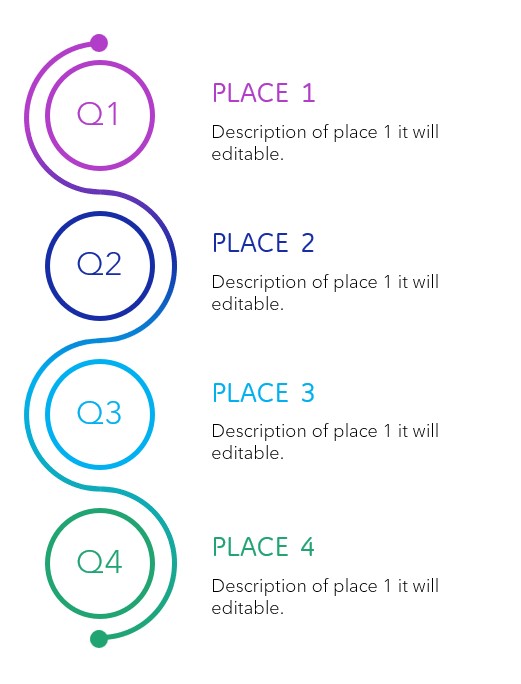 Q1
PLACE 1
Description of place 1 it will
editable.
Q2
PLACE 2
Description of place 1 it will
editable.
Q3
PLACE 3
Description of place 1 it will
editable.
Q4
PLACE 4
Description of place 1 it will
editable.